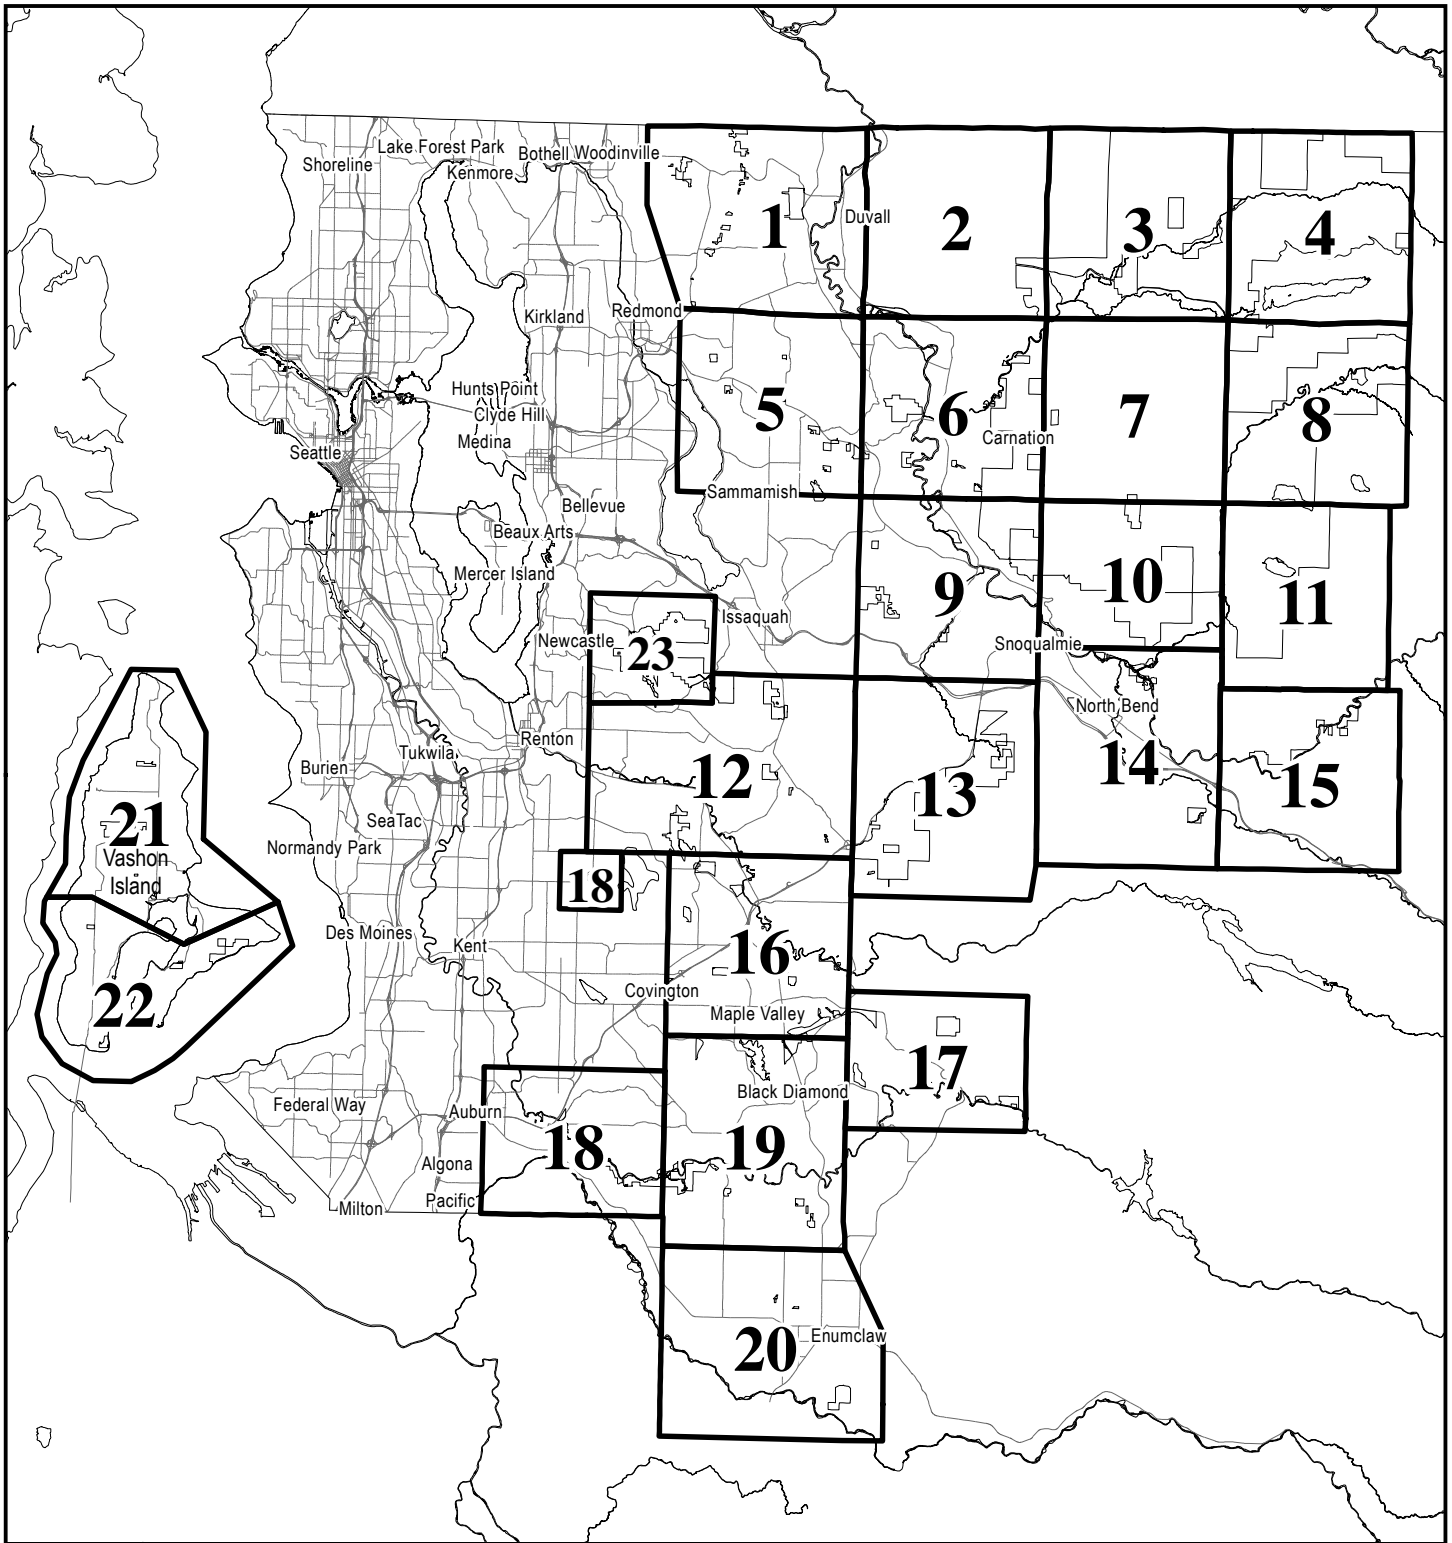 Lake Forest Park
Shoreline
Kenmore
Bothell
Woodinville
1
Duvall
2
3
4
Kirkland
Redmond
Hunts Point
Clyde Hill
Medina
Seattle
5
6
Carnation
7
8
Sammamish
Bellevue
Beaux Arts
Mercer Island
Newcastle
23
Issaquah
9
Snoqualmie
10
11
North Bend
Renton
Tukwila
Burien
12
13
14
15
SeaTac
Normandy Park
21
Vashon
Island
18
Des Moines
Kent
16
Covington
Maple Valley
22
17
Black Diamond
Federal Way
Auburn
18
19
Algona
Pacific
Milton
20
Enumclaw